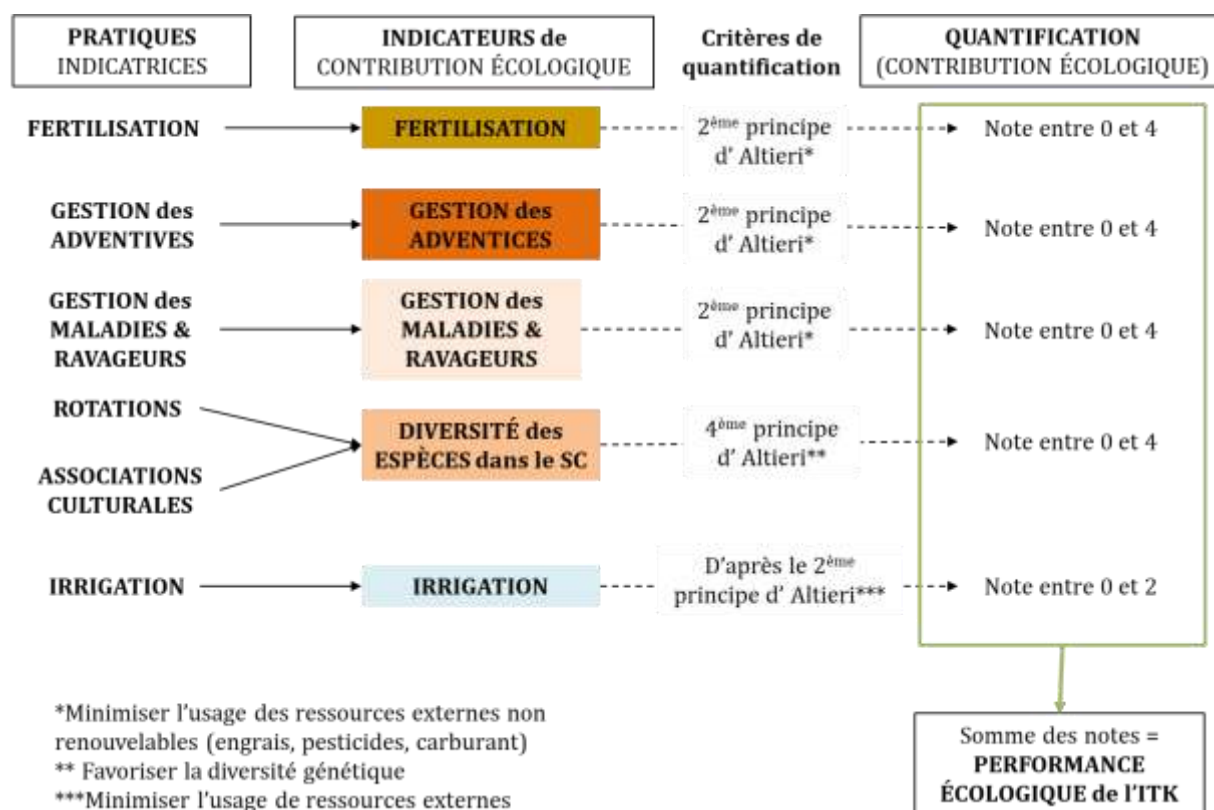 PRATIQUES
INDICATRICES
INDICATEURS de
CONTRIBUTION ÉCOLOGIQUE
Critères de
quantification
QUANTIFICATION
(CONTRIBUTION ÉCOLOGIQUE)
FERTILISATION
FERTILISATION
2ème principe
d' Altieri*
Note entre 0 et 4
GESTION des
ADVENTIVES
GESTION des
ADVENTICES
2ème principe
d' Altieri*
Note entre 0 et 4
GESTION des
MALADIES &
RAVAGEURS
GESTION des
MALADIES &
RAVAGEURS
2ème principe
d' Altieri*
Note entre 0 et 4
ROTATIONS
ASSOCIATIONS
CULTURALES
DIVERSITÉ des
ESPÈCES dans le SC
4ème principe
d' Altieri**
Note entre 0 et 4
IRRIGATION
IRRIGATION
D'après le 2ème
principe d' Altieri***
Note entre 0 et 2
*Minimiser l'usage des ressources externes non
renouvelables (engrais, pesticides, carburant)
** Favoriser la diversité génétique
***Minimiser l'usage de ressources externes
Somme des notes =
PERFORMANCE
ÉCOLOGIQUE de l'ITK